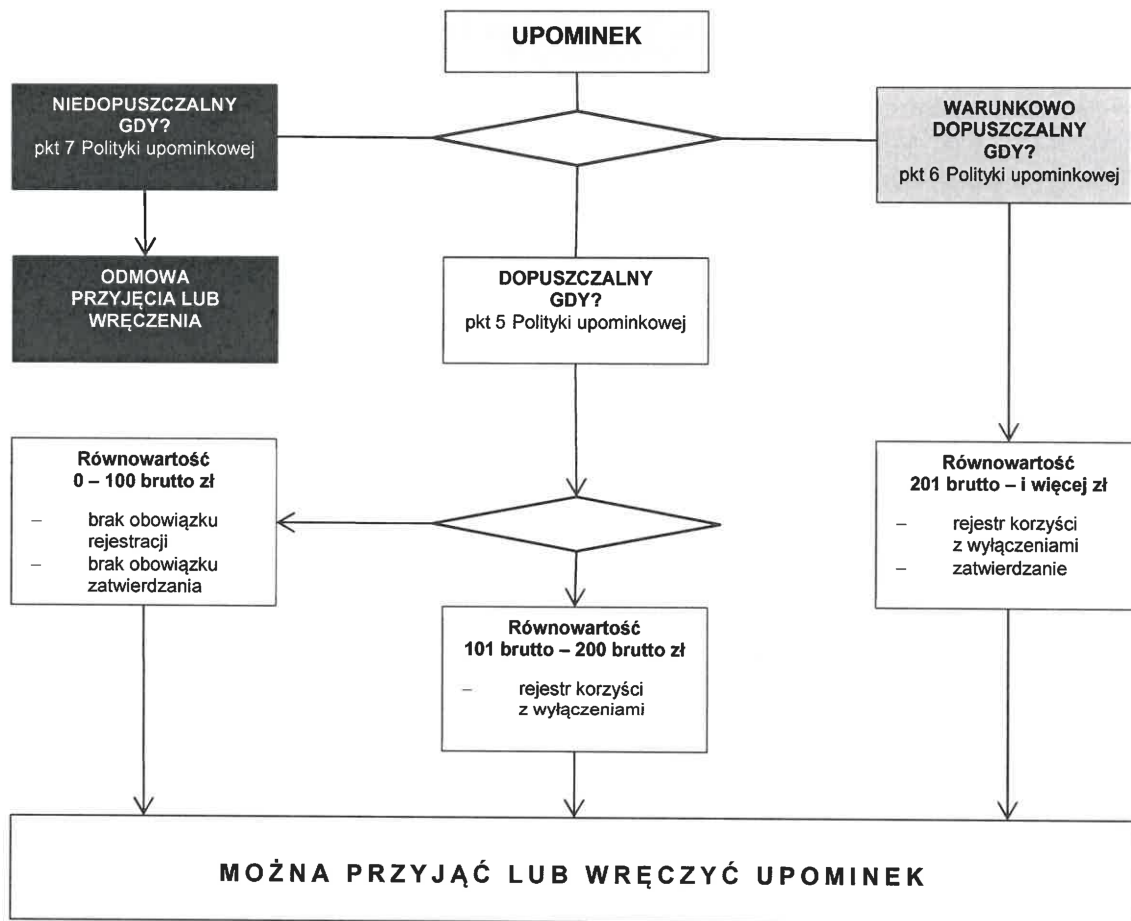 UPOMINEK
NIEDOPUSZCZALNY
GDY?
pkt 7 Polityki upominkowej
WARUNKOWO
DOPUSZCZALNY
GDY?
pkt 6 Polityki upominkowej
ODMOWA
PRZYJĘCIA LUB
WRĘCZENIA
DOPUSZCZALNY
GDY?
pkt 5 Polityki upominkowej
Równowartość
0 – 100 brutto zł
– brak obowiązku
rejestracji
– brak obowiązku
zatwierdzania
Równowartość
201 brutto – i więcej zł
– rejestr korzyści
z wyłączeniami
– zatwierdzanie
Równowartość
101 brutto – 200 brutto zł
– rejestr korzyści
z wyłączeniami
MOŻNA PRZYJĄĆ LUB WRĘCZYĆ UPOMINEK